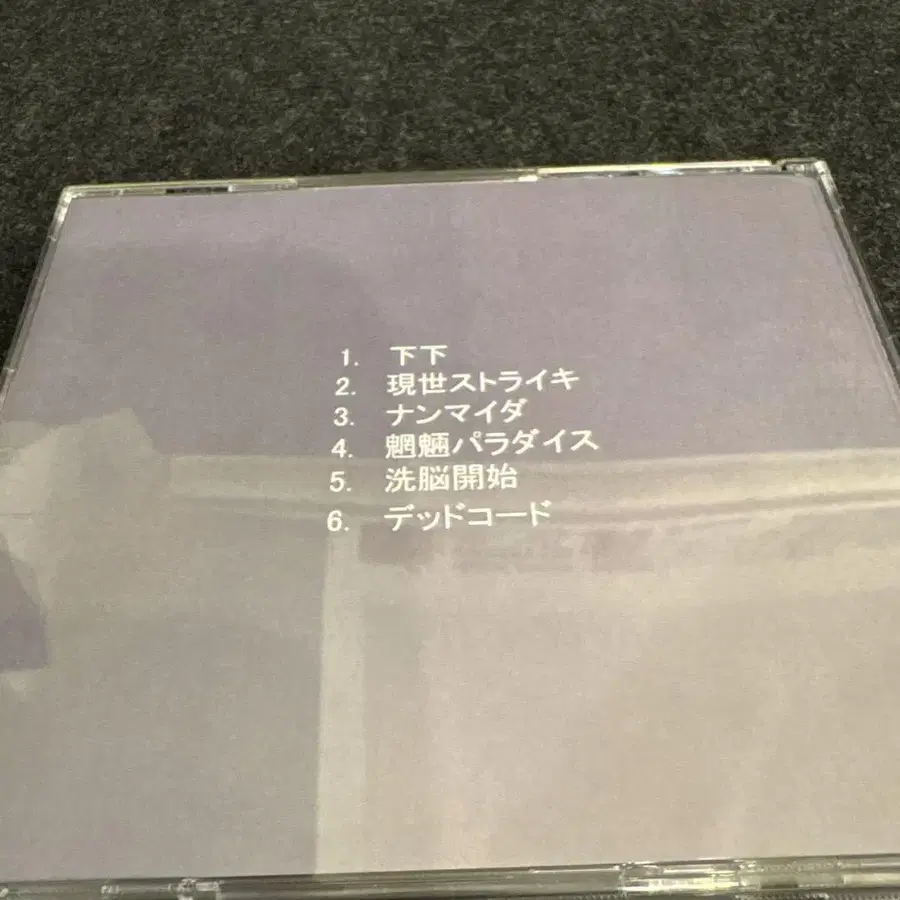 1. 下下
2. 現世ストライキ
3. ナンマイダ
4. 魍魎パラダイス
5. 洗脳開始
6. デッドコード